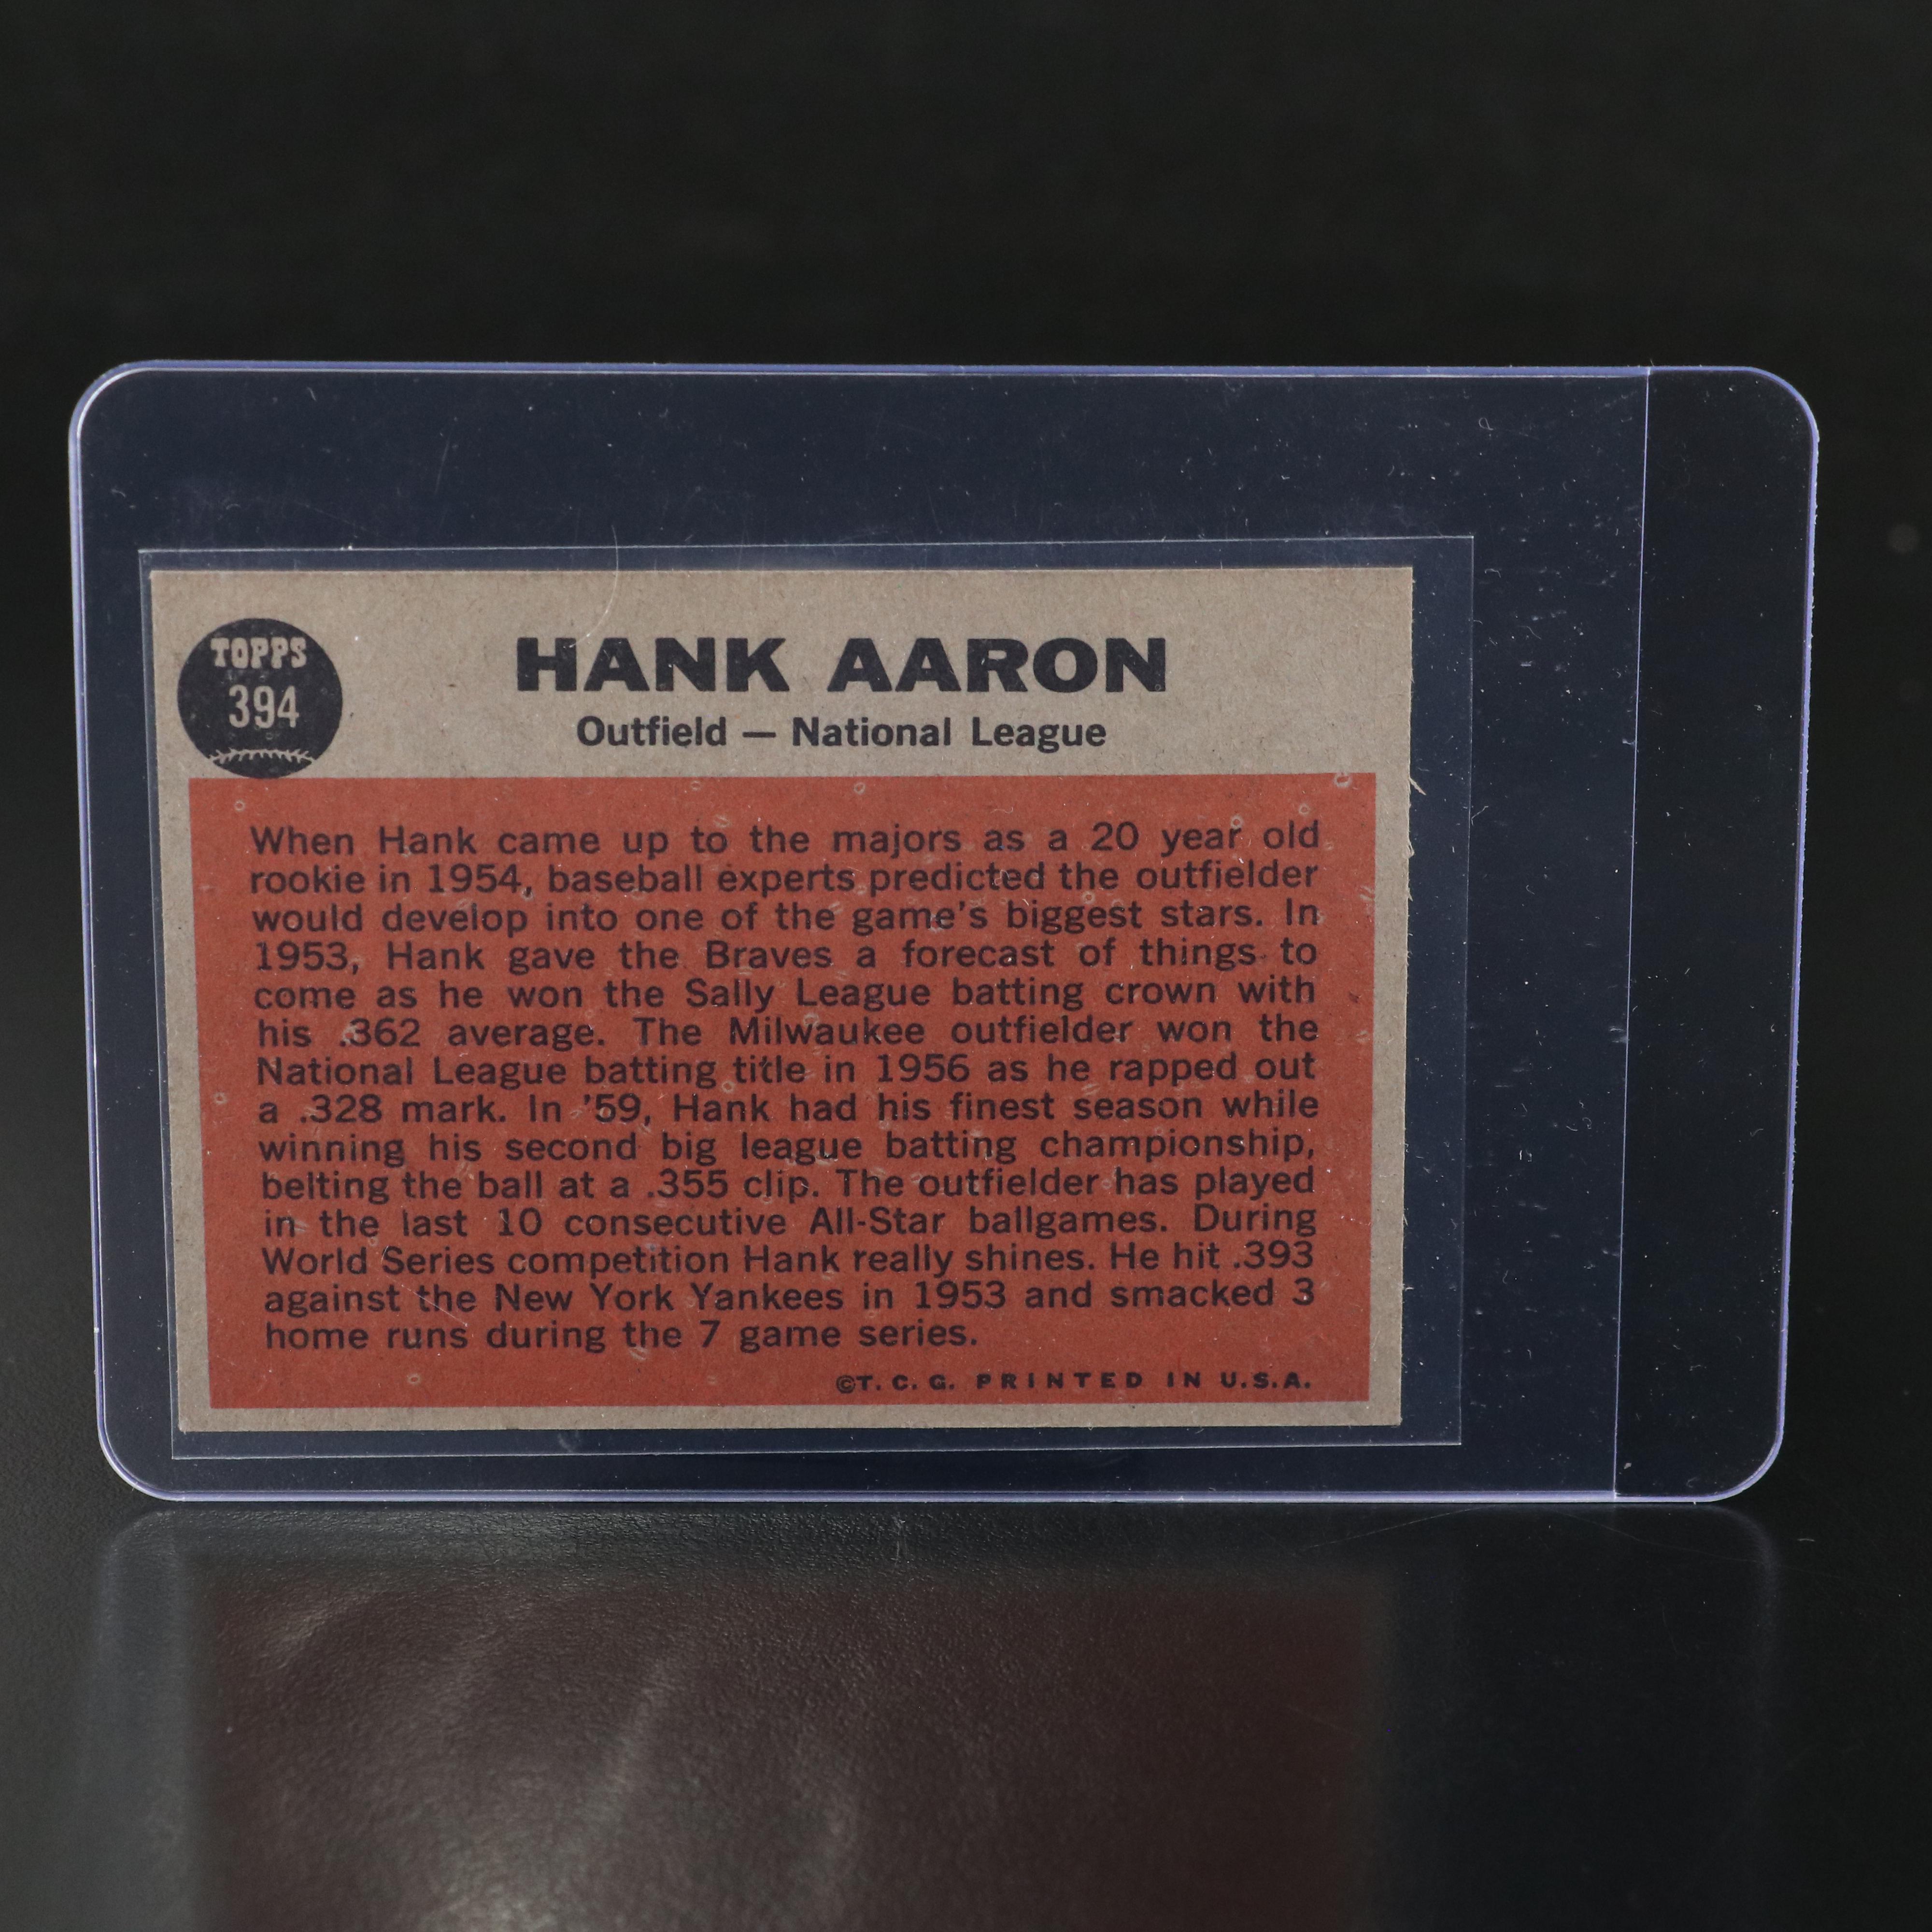 TOPPS
394
HANK AARON
Outfield — National League
When Hank came up to the majors as a 20 year old
rookie in 1954, baseball experts predicted the outfielder
would develop into one of the game's biggest stars. In
1953, Hank gave the Braves a forecast of things to
come as he won the Sally League batting crown with
his .362 average. The Milwaukee outfielder won the
National League batting title in 1956 as he rapped out
a .328 mark. In '59, Hank had his finest season while
winning his second big league batting championship,
belting the ball at a .355 clip. The outfielder has played
in the last 10 consecutive All-Star ballgames. During
World Series competition Hank really shines. He hit .393
against the New York Yankees in 1953 and smacked 3
home runs during the 7 game series.
©T. C. G. PRINTED IN U.S.A.